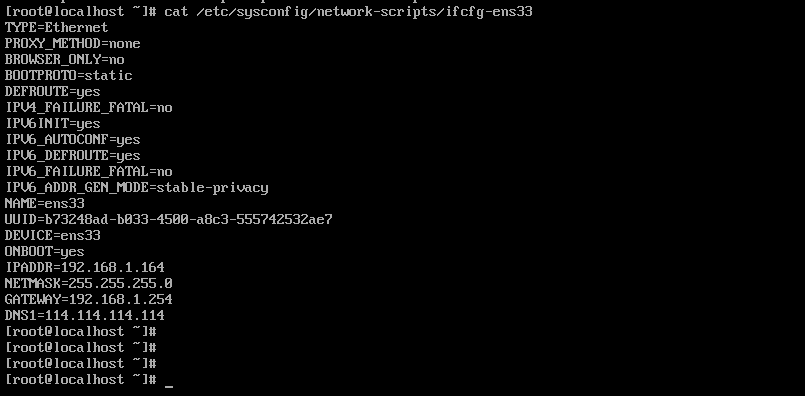 [root@localhost ~]# cat /etc/sysconfig/network-scripts/ifcfg-ens33
TYPE=Ethernet
PROXY_METHOD=none
BROWSER_ONLY=no
BOOTPROTO=static
DEFROUTE=yes
IPV4_FAILURE_FATAL=no
IPV6INIT=yes
IPV6_AUTOCONF=yes
IPV6_DEFROUTE=yes
IPV6_FAILURE_FATAL=no
IPV6_ADDR_GEN_MODE=stable-privacy
NAME=ens33
UUID=b73248ad-b033-4500-a8c3-555742532ae7
DEVICE=ens33
ONBOOT=yes
IPADDR=192.168.1.164
NETMASK=255.255.255.0
GATEWAY=192.168.1.254
DNS1=114.114.114.114
[root@localhost ~]#
[root@localhost ~]#
[root@localhost ~]#
[root@localhost ~]# _